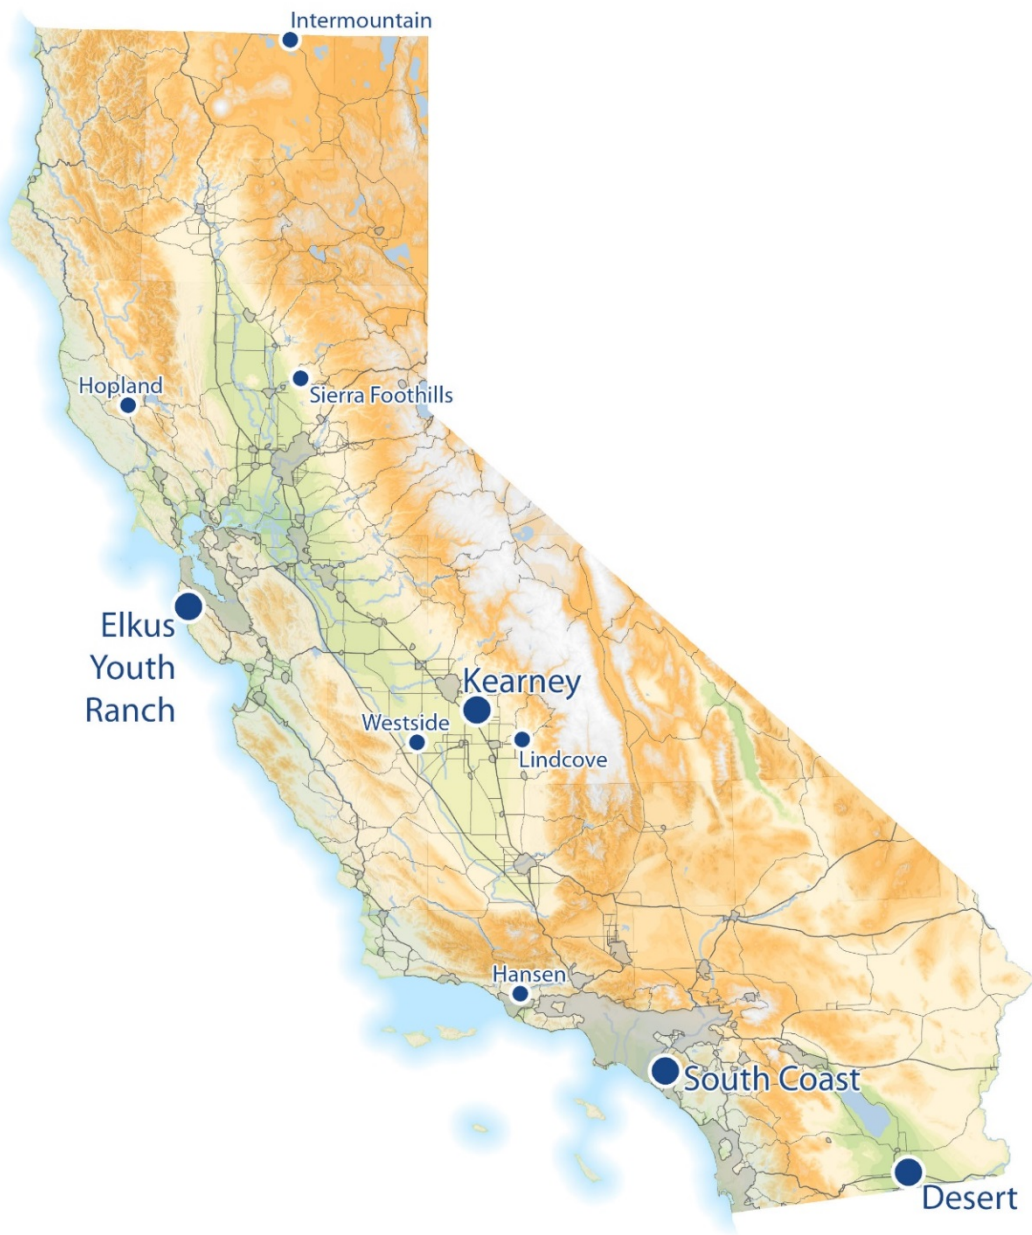 Intermountain
Hopland
Sierra Foothills
Elkus
Youth
Ranch
Kearney
Westside
Lindcove
Hansen
South Coast
Desert